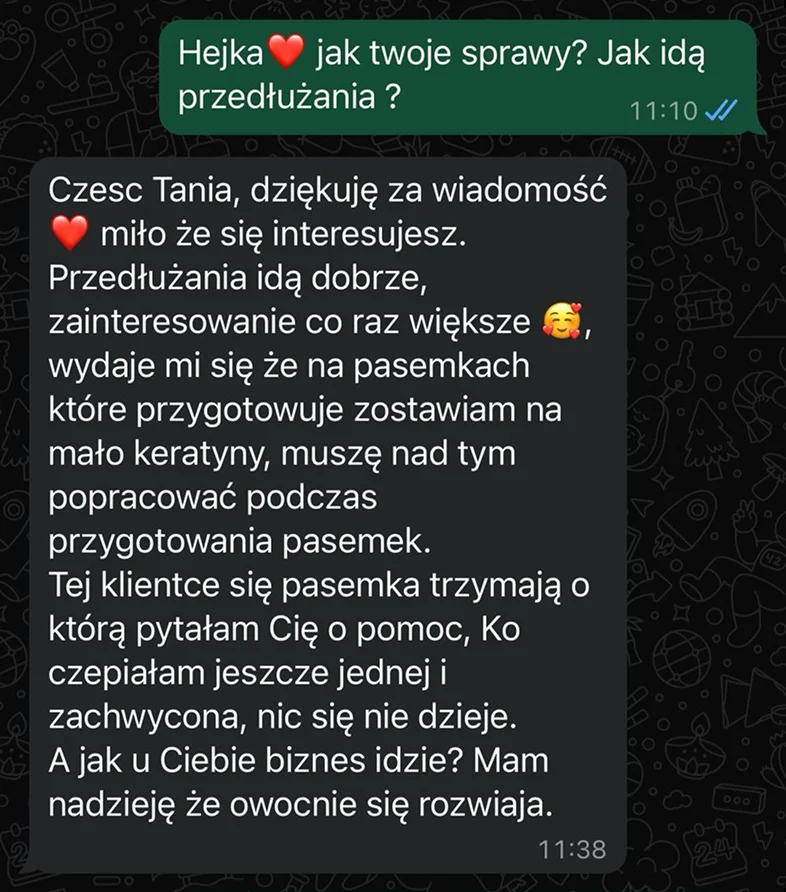 Hejka❤️ jak twoje sprawy? Jak idą
przedłużania ?
11:10
Czesc Tania, dziękuję za wiadomość
❤️ miło że się interesujesz.
Przedłużania idą dobrze,
zainteresowanie co raz większe 🥰,
wydaje mi się że na pasemkach
które przygotowuje zostawiam na
mało keratyny, muszę nad tym
popracować podczas
przygotowania pasemek.
Tej klientce się pasemka trzymają o
którą pytałam Cię o pomoc, Ko
czepiałam jeszcze jednej i
zachwycona, nic się nie dzieje.
A jak u Ciebie biznes idzie? Mam
nadzieję że owocnie się rozwiaja.
11:38